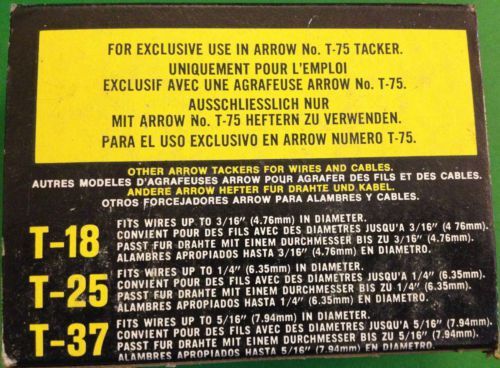 FOR EXCLUSIVE USE IN ARROW No. T-75 TACKER.
UNIQUEMENT POUR L'EMPLOI
EXCLUSIF AVEC UNE AGRAFEUSE ARROW No. T-75.
AUSSCHLIESSLICH NUR
MIT ARROW No. T-75 HEFTERN ZU VERWENDEN.
PARA EL USO EXCLUSIVO EN ARROW NUMERO T-75.
OTHER ARROW TACKERS FOR WIRES AND CABLES.
AUTRES MODELES D'AGRAFEUSES ARROW POUR AGRAFER DES FILS ET DES CABLES.
ANDERE ARROW HEFTER FUR DRAHTE UND KABEL.
OTROS FORCEJADORES ARROW PARA ALAMBRES Y CABLES.
T-18
FITS WIRES UP TO 3/16" (4.76mm) IN DIAMETER.
CONVIENT POUR DES FILS AVEC DES DIAMETRES JUSQU'A 3/16" (4.76mm).
PASST FUR DRAHTE MIT EINEM DURCHMESSER BIS ZU 3/16" (4.76mm).
ALAMBRES APROPIADOS HASTA 3/16" (4.76mm) EN DIAMETRO.
T-25
FITS WIRES UP TO 1/4" (6.35mm) IN DIAMETER.
CONVIENT POUR DES FILS AVEC DES DIAMETRES JUSQU'A 1/4" (6.35mm).
PASST FUR DRAHTE MIT EINEM DURCHMESSER BIS ZU 1/4" (6.35mm).
ALAMBRES APROPIADOS HASTA 1/4" (6.35mm) EN DIAMETRO.
T-37
FITS WIRES UP TO 5/16" (7.94mm) IN DIAMETER.
CONVIENT POUR DES FILS AVEC DES DIAMETRES JUSQU'A 5/16" (7.94mm).
PASST FUR DRAHTE MIT EINEM DURCHMESSER BIS ZU 5/16" (7.94mm).
ALAMBRES APROPIADOS HASTA 5/16" (7.94mm) EN DIAMETRO.